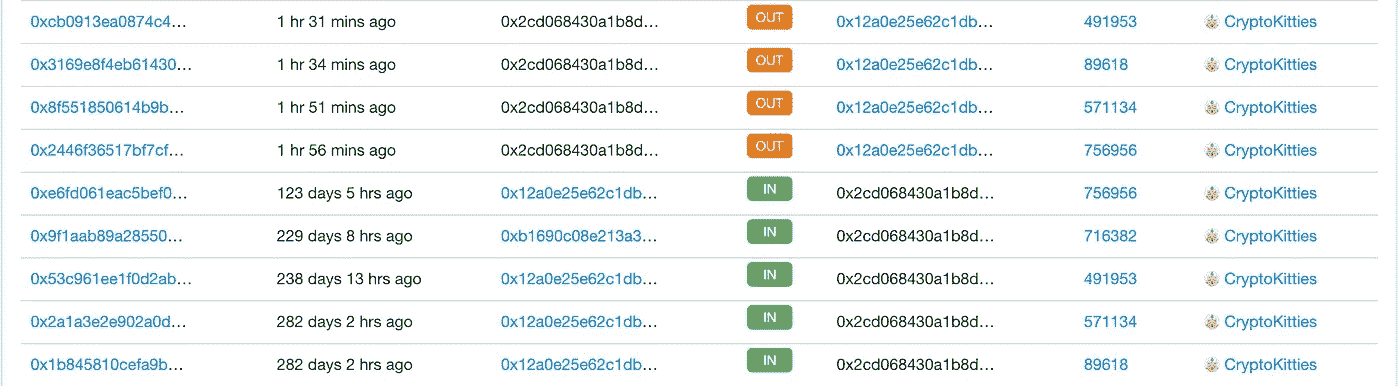 0xcb0913ea0874c4... 1 hr 31 mins ago 0x2cd068430a1b8d... OUT 0x12a0e25e62c1db... 491953 CryptoKitties
0x3169e8f4eb61430... 1 hr 34 mins ago 0x2cd068430a1b8d... OUT 0x12a0e25e62c1db... 89618 CryptoKitties
0x8f551850614b9b... 1 hr 51 mins ago 0x2cd068430a1b8d... OUT 0x12a0e25e62c1db... 571134 CryptoKitties
0x2446f36517bf7cf... 1 hr 56 mins ago 0x2cd068430a1b8d... OUT 0x12a0e25e62c1db... 756956 CryptoKitties
0xe6fd061eac5bef0... 123 days 5 hrs ago 0x12a0e25e62c1db... IN 0x2cd068430a1b8d... 756956 CryptoKitties
0x9f1aab89a28550... 229 days 8 hrs ago 0xb1690c08e213a3... IN 0x2cd068430a1b8d... 716382 CryptoKitties
0x53c961ee1f0d2ab... 238 days 13 hrs ago 0x12a0e25e62c1db... IN 0x2cd068430a1b8d... 491953 CryptoKitties
0x2a1a3e2e902a0d... 282 days 2 hrs ago 0x12a0e25e62c1db... IN 0x2cd068430a1b8d... 571134 CryptoKitties
0x1b845810cefa9b... 282 days 2 hrs ago 0x12a0e25e62c1db... IN 0x2cd068430a1b8d... 89618 CryptoKitties